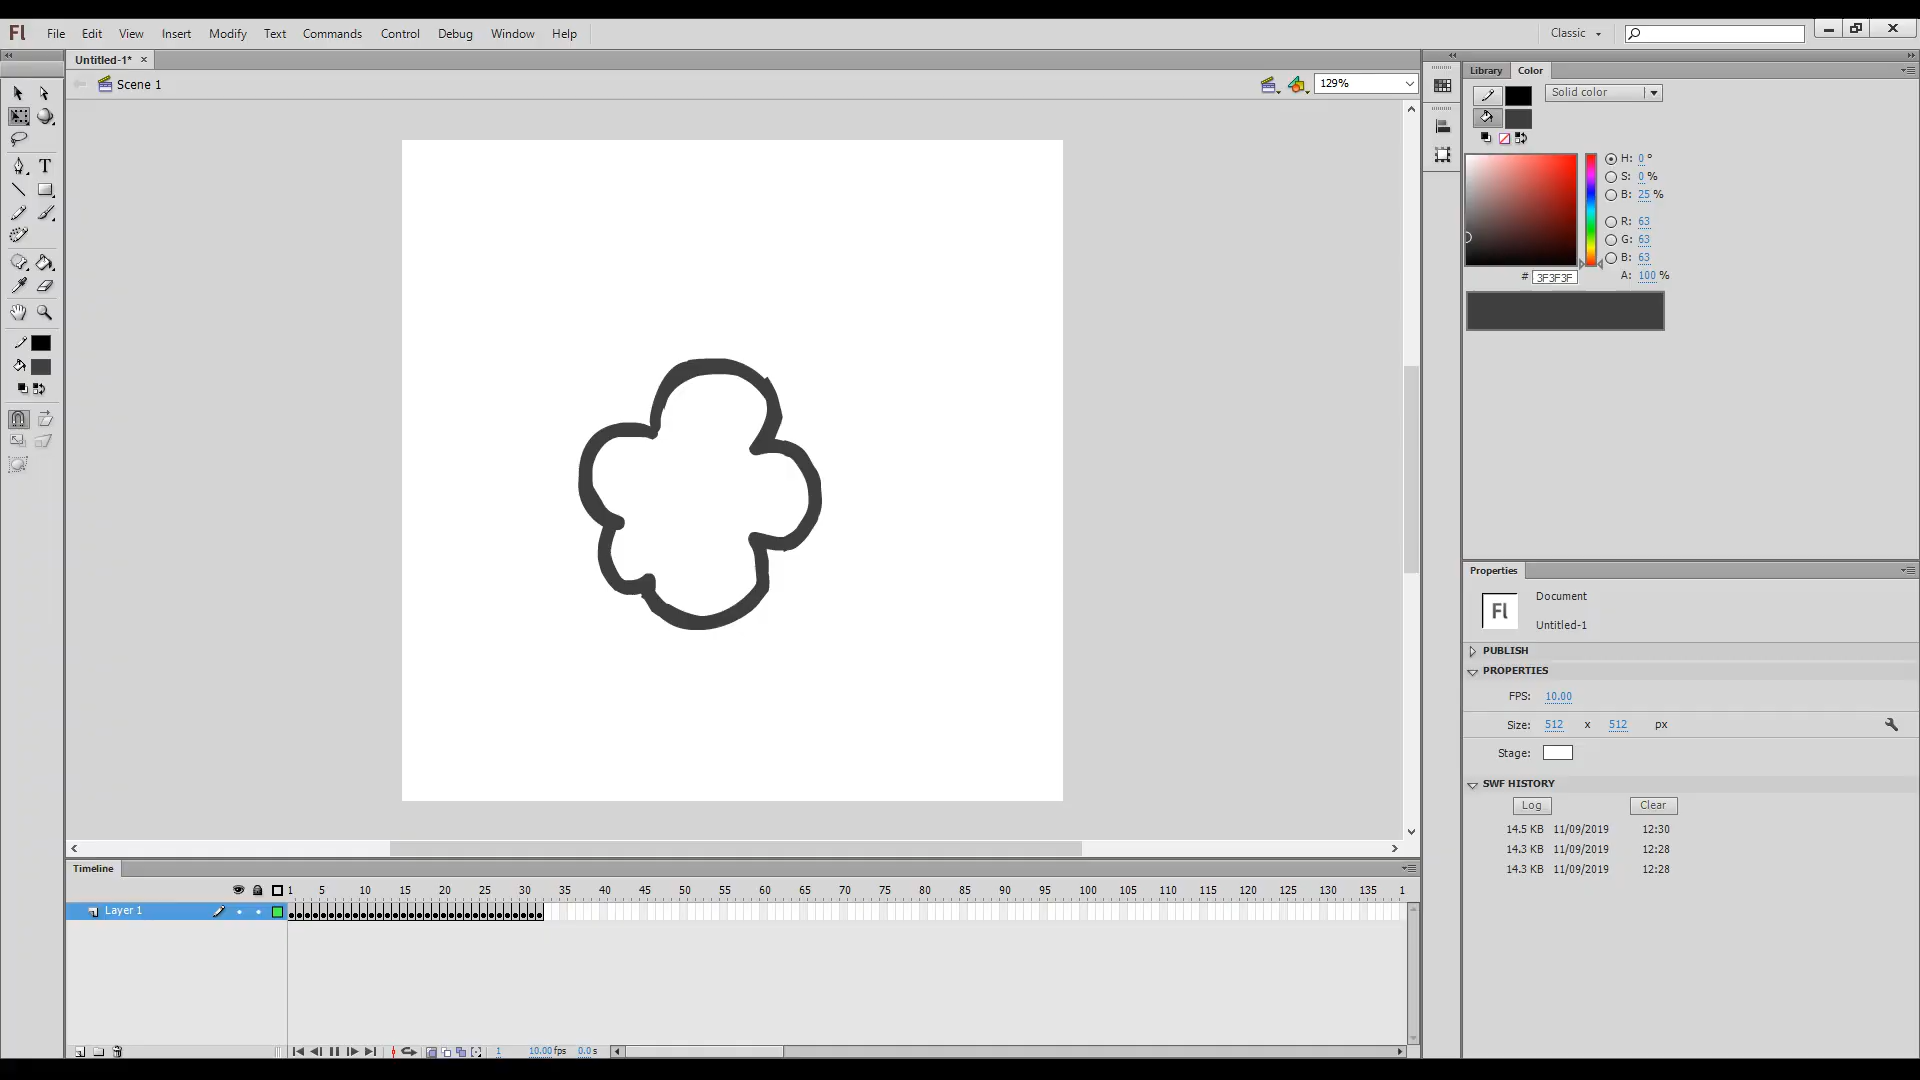 Fl File Edit View Insert Modify Text Commands Control Debug Window Help Classic
Untitled-1* ×
Scene 1 129%
T
Library Color
Solid color
H: 0 °
S: 0 %
B: 25 %
R: 63
G: 63
B: 63
# 3F3F3F A: 100 %
Properties
Fl Document
Untitled-1
PUBLISH
PROPERTIES
FPS: 10.00
Size: 512 x 512 px
Stage:
SWF HISTORY
Log Clear
14.5 KB 11/09/2019 12:30
14.3 KB 11/09/2019 12:28
14.3 KB 11/09/2019 12:28
Timeline
1 5 10 15 20 25 30 35 40 45 50 55 60 65 70 75 80 85 90 95 100 105 110 115 120 125 130 135 1
Layer 1
1 10.00 fps 0.0 s